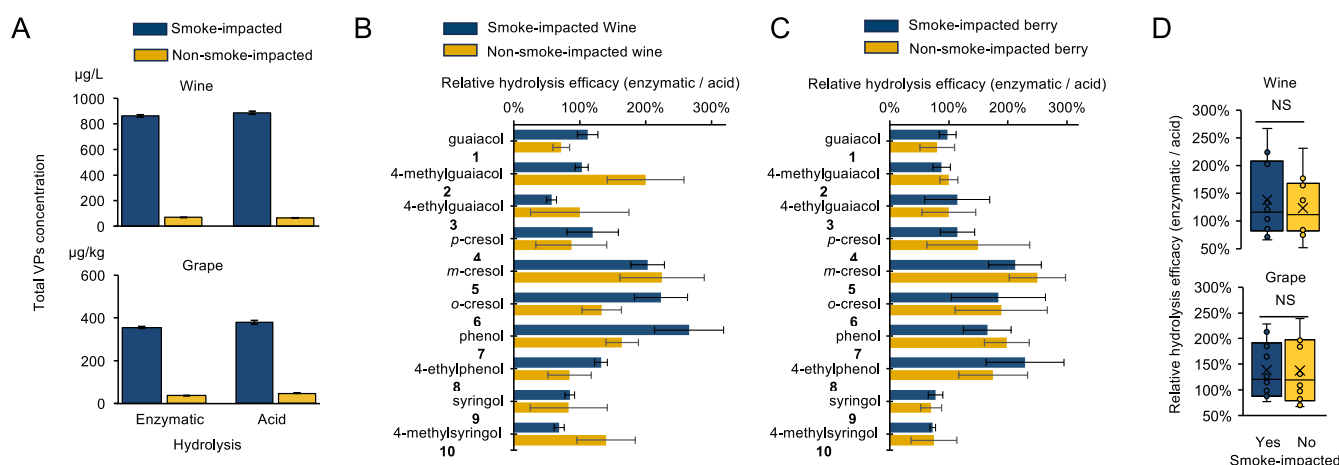 A
Smoke-impacted
Non-smoke-impacted
µg/L
Wine
1000
800
600
400
200
0
Total VPs concentration
µg/kg
Grape
600
400
200
0
Enzymatic
Acid
Hydrolysis
B
Smoke-impacted Wine
Non-smoke-impacted wine
Relative hydrolysis efficacy (enzymatic / acid)
0% 100% 200% 300%
guaiacol
1
4-methylguaiacol
2
4-ethylguaiacol
3
p-cresol
4
m-cresol
5
o-cresol
6
phenol
7
4-ethylphenol
8
syringol
9
4-methylsyringol
10
C
Smoke-impacted berry
Non-smoke-impacted berry
Relative hydrolysis efficacy (enzymatic / acid)
0% 100% 200% 300%
guaiacol
1
4-methylguaiacol
2
4-ethylguaiacol
3
p-cresol
4
m-cresol
5
o-cresol
6
phenol
7
4-ethylphenol
8
syringol
9
4-methylsyringol
10
D
Wine
NS
300%
250%
200%
150%
100%
50%
Relative hydrolysis efficacy (enzymatic / acid)
Grape
NS
300%
250%
200%
150%
100%
50%
Yes No
Smoke-impacted